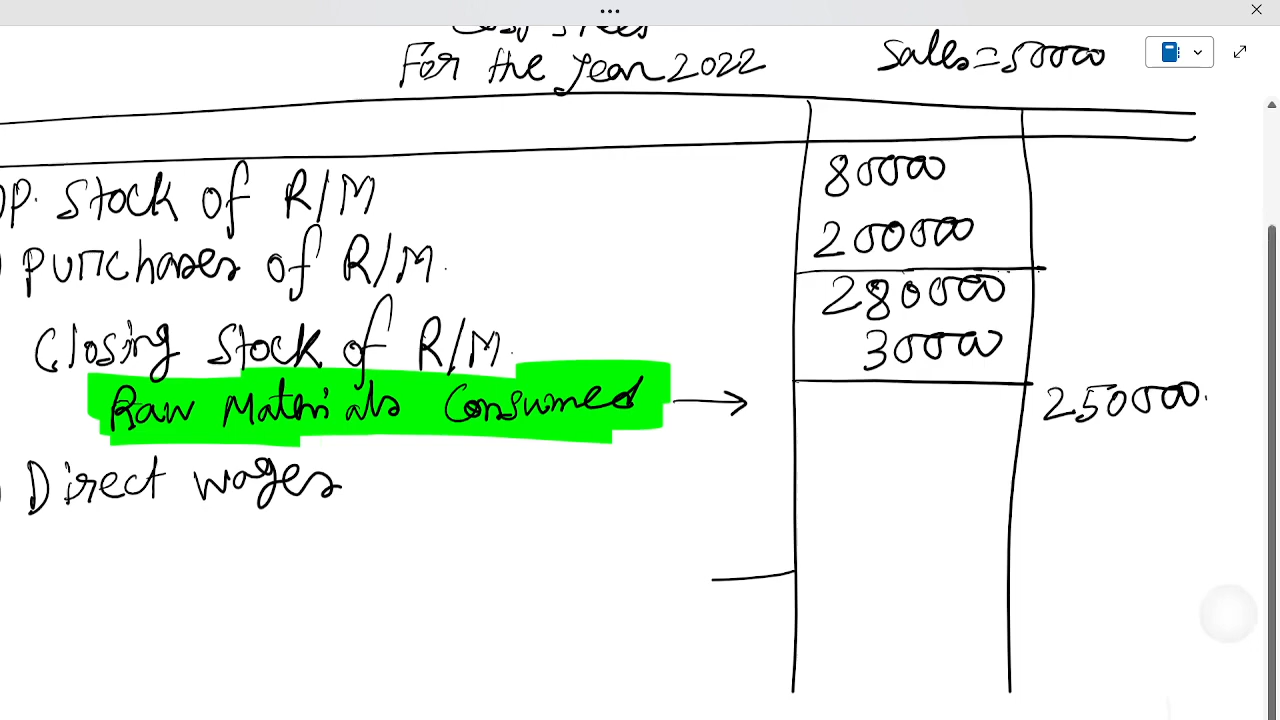 For the year 2022
Sales=50000
OP. Stock of R/M 80000
Purchases of R/M. 200000
280000
Closing Stock of R/M. 30000
Raw Materials Consumed → 250000.
Direct wages